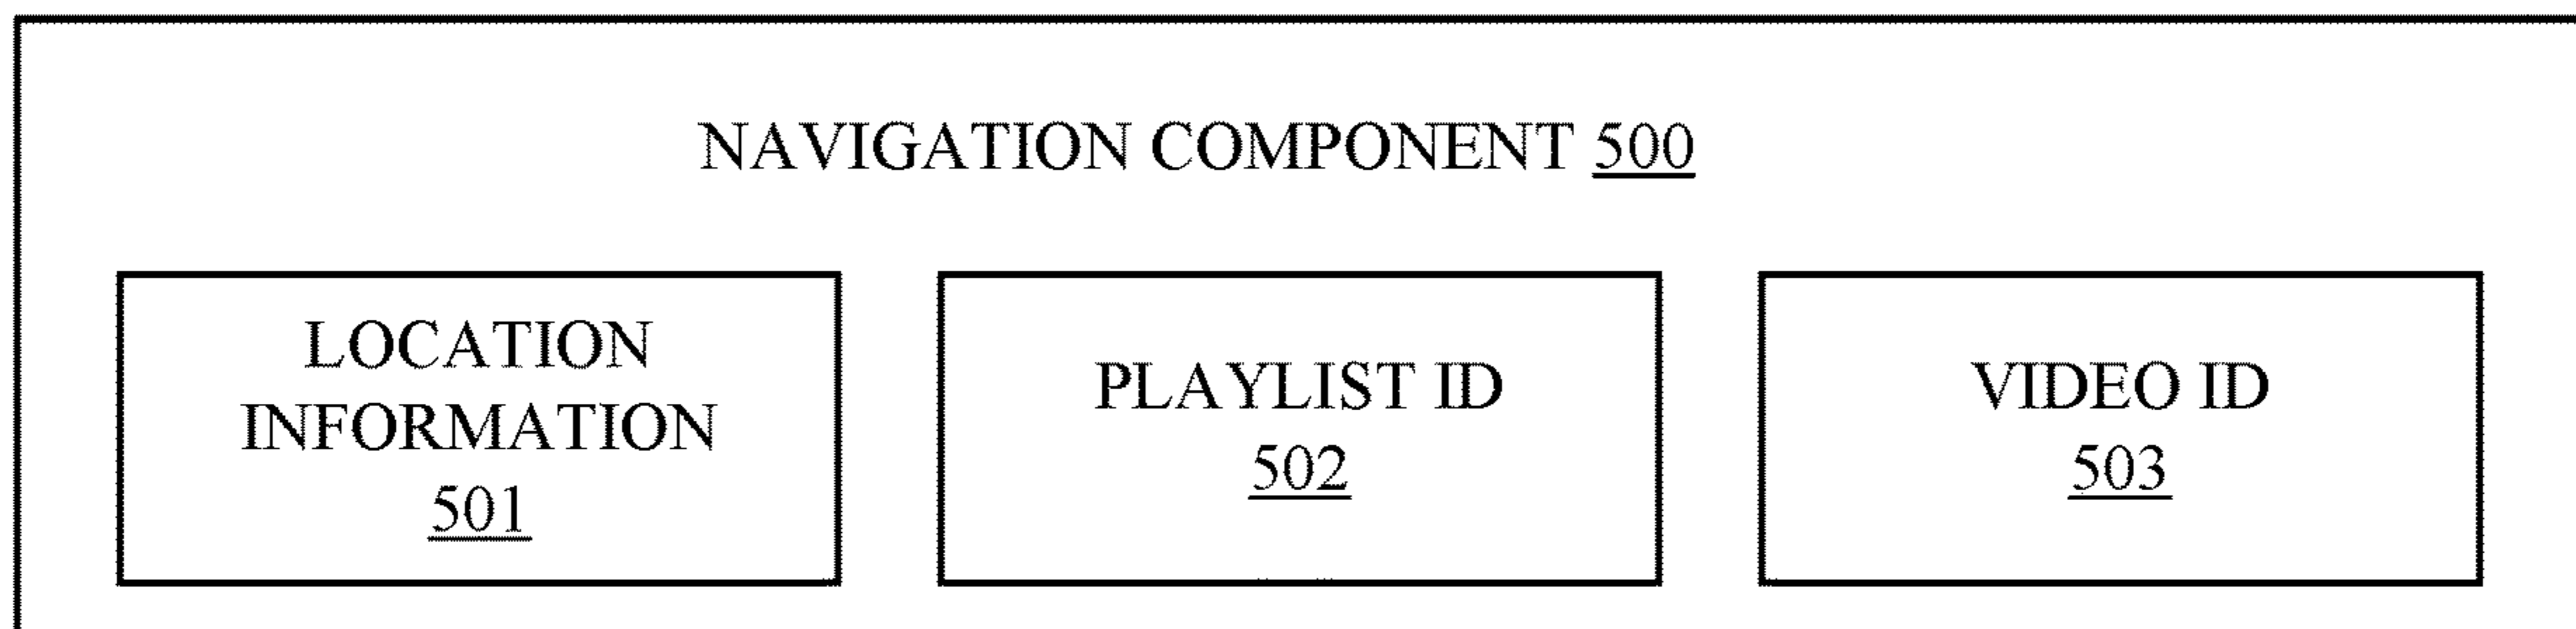 NAVIGATION COMPONENT 500
LOCATION
INFORMATION
501
PLAYLIST ID
502
VIDEO ID
503